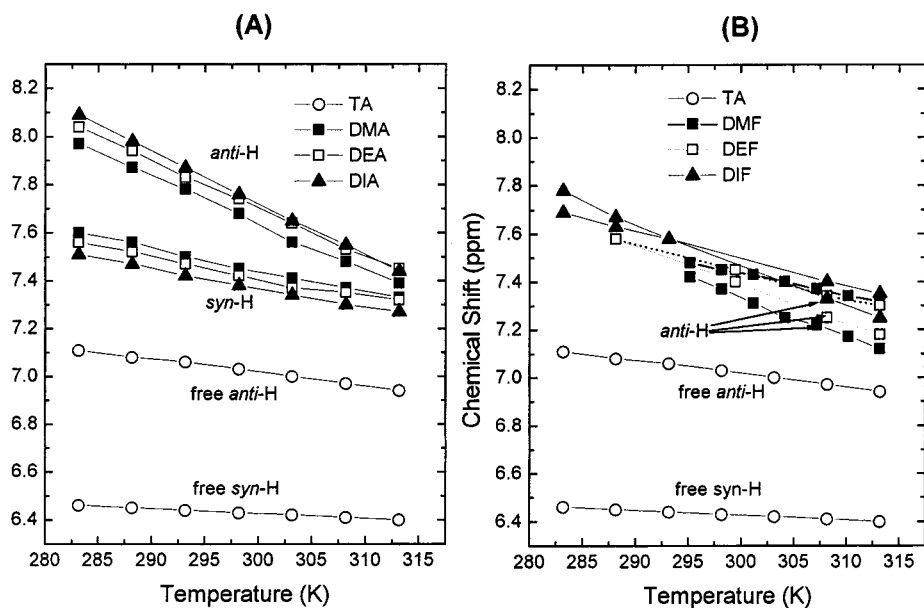 (A)
8.2
8.0
7.8
7.6
7.4
7.2
7.0
6.8
6.6
6.4
280 285 290 295 300 305 310 315
Temperature (K)
TA
DMA
DEA
DIA
anti-H
syn-H
free anti-H
free syn-H
(B)
Chemical Shift (ppm)
8.2
8.0
7.8
7.6
7.4
7.2
7.0
6.8
6.6
6.4
280 285 290 295 300 305 310 315
Temperature (K)
TA
DMF
DEF
DIF
anti-H
free anti-H
free syn-H